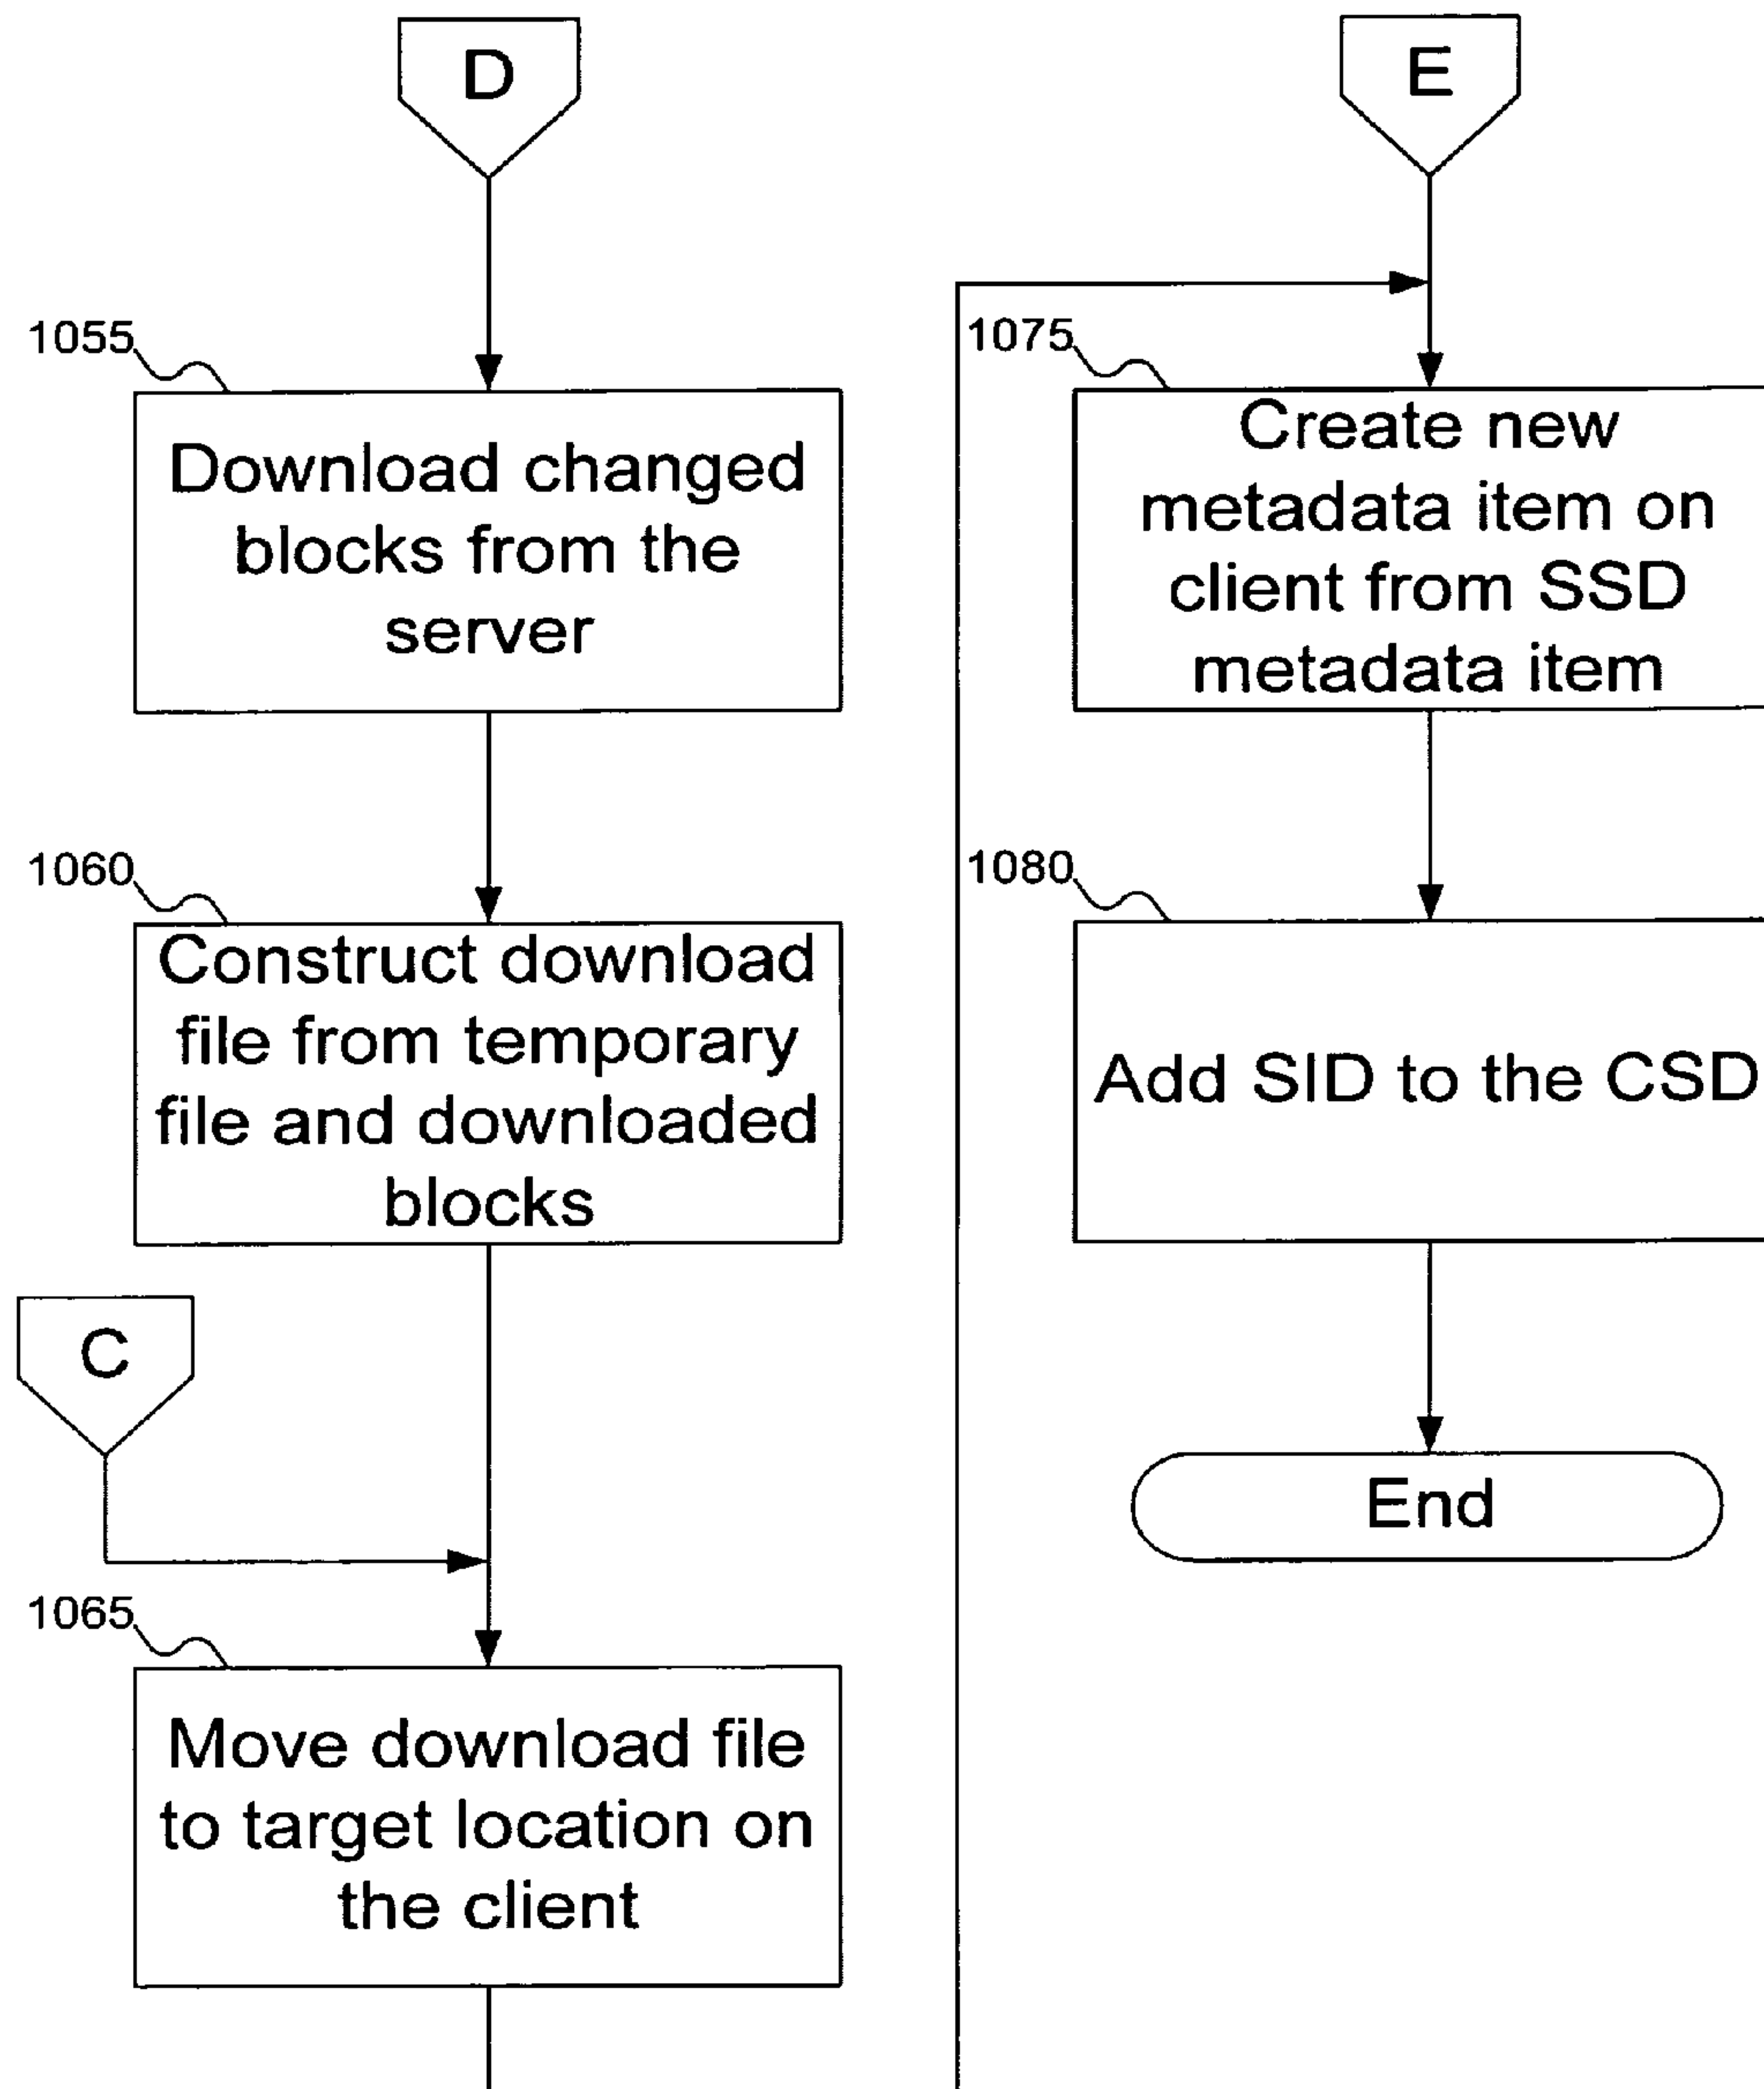 D
1055
Download changed
blocks from the
server
1060
Construct download
file from temporary
file and downloaded
blocks
C
1065
Move download file
to target location on
the client
E
1075
Create new
metadata item on
client from SSD
metadata item
1080
Add SID to the CSD
End